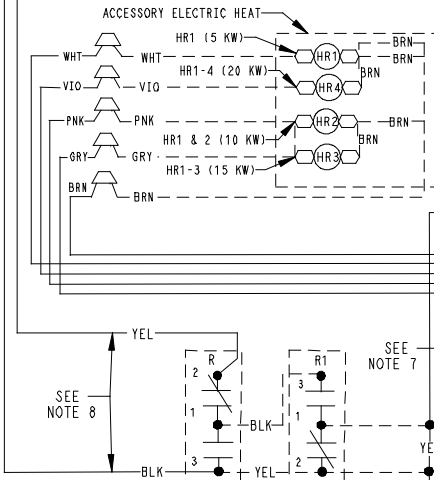 ACCESSORY ELECTRIC HEAT
HR1 (5 KW)
BRN
WHT WHT HR1 BRN
HR1-4 (20 KW) BRN
VIO VIO HR4
PNK PNK HR2 BRN
HR1 & 2 (10 KW) BRN
GRY GRY HR3
HR1-3 (15 KW)
BRN BRN
YEL
SEE
NOTE 7
R R1
2 3
SEE
NOTE 8
1 1
BLK
YE
3 2
BLK YEL